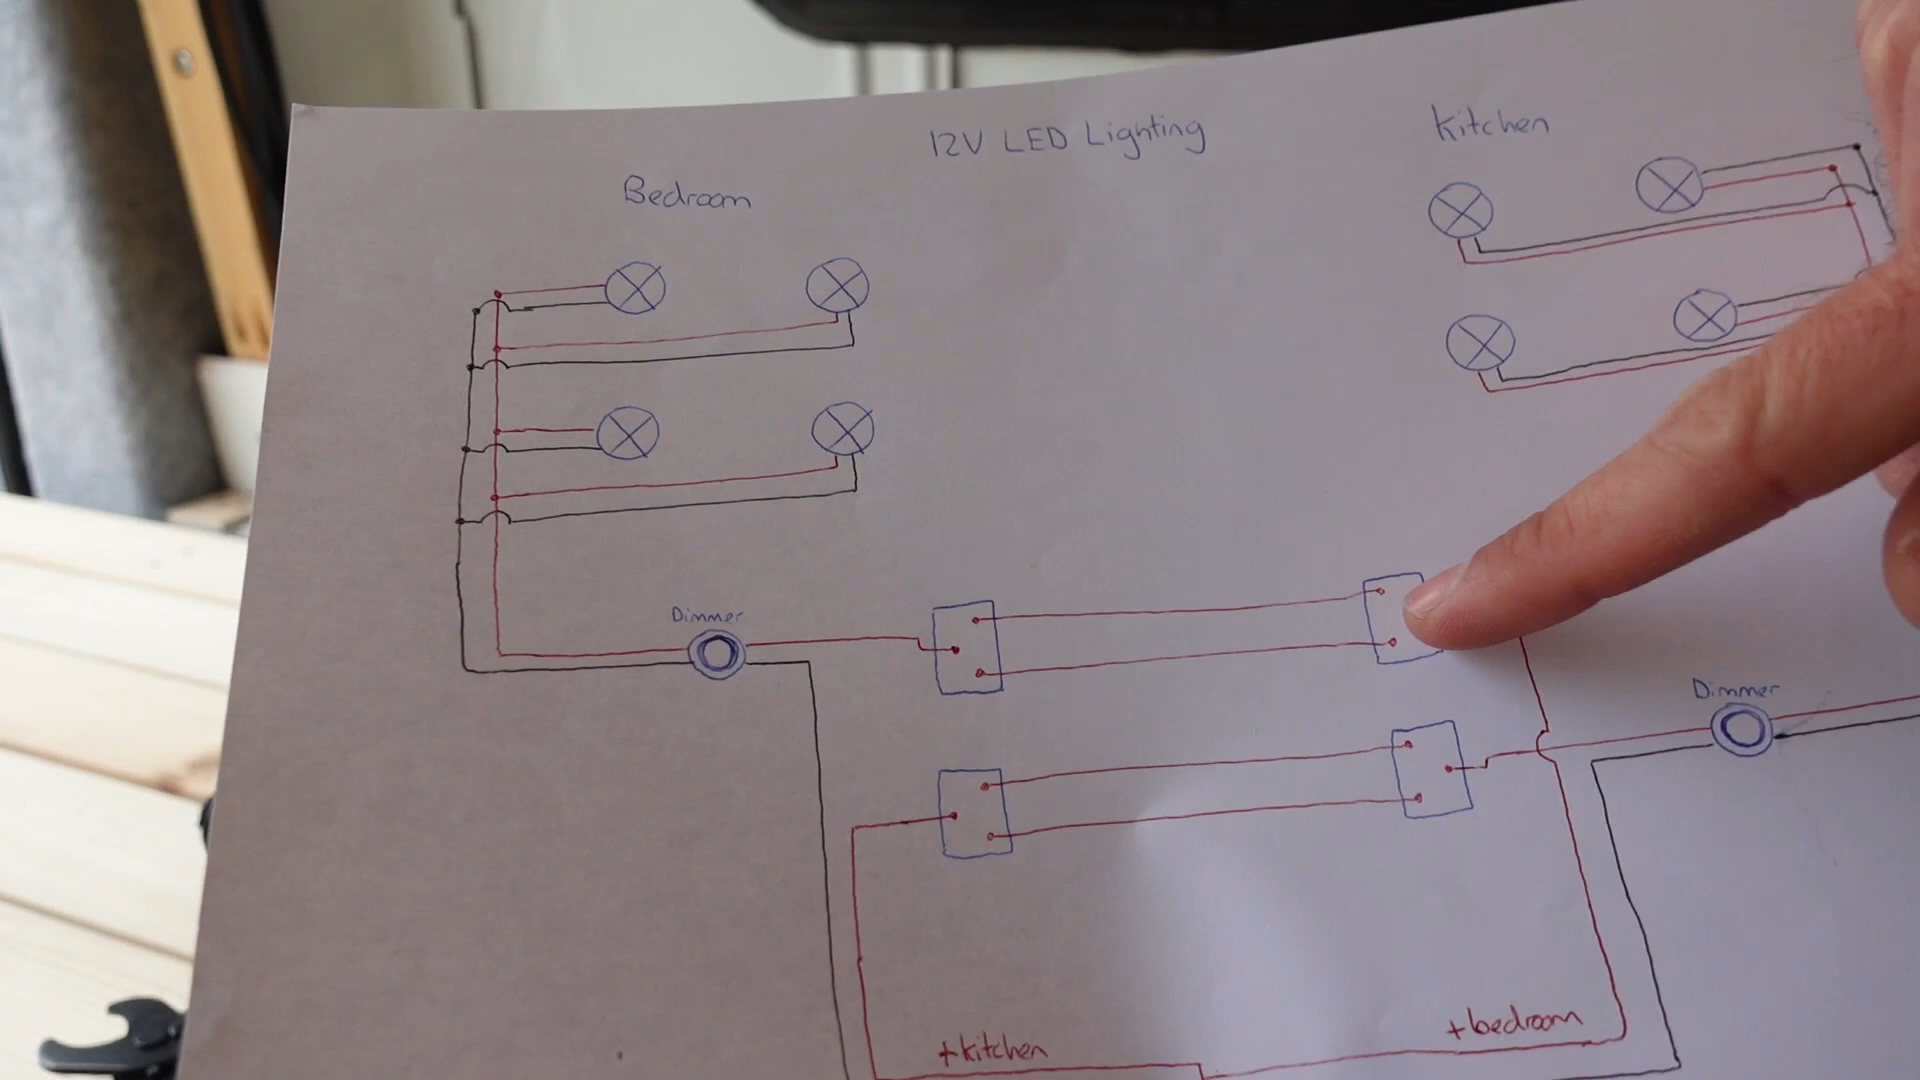 12V LED Lighting
Kitchen
Bedroom
Dimmer
Dimmer
+bedroom
+kitchen